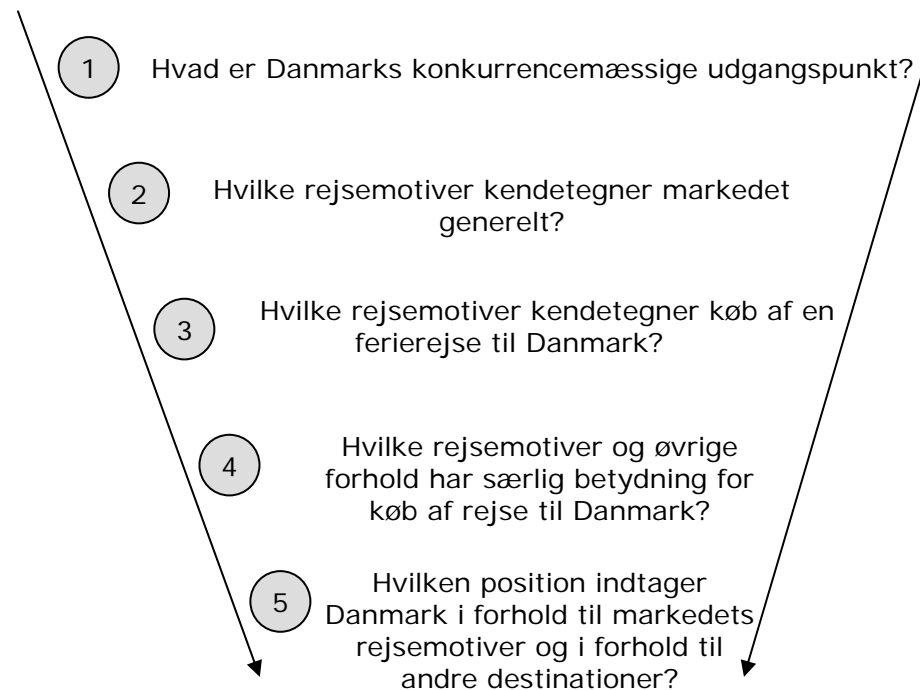 1 Hvad er Danmarks konkurrencemæssige udgangspunkt?
2 Hvilke rejsemotiver kendetegner markedet
generelt?
3 Hvilke rejsemotiver kendetegner køb af en
ferierejse til Danmark?
4 Hvilke rejsemotiver og øvrige
forhold har særlig betydning for
køb af rejse til Danmark?
5 Hvilken position indtager
Danmark i forhold til markedets
rejsemotiver og i forhold til
andre destinationer?